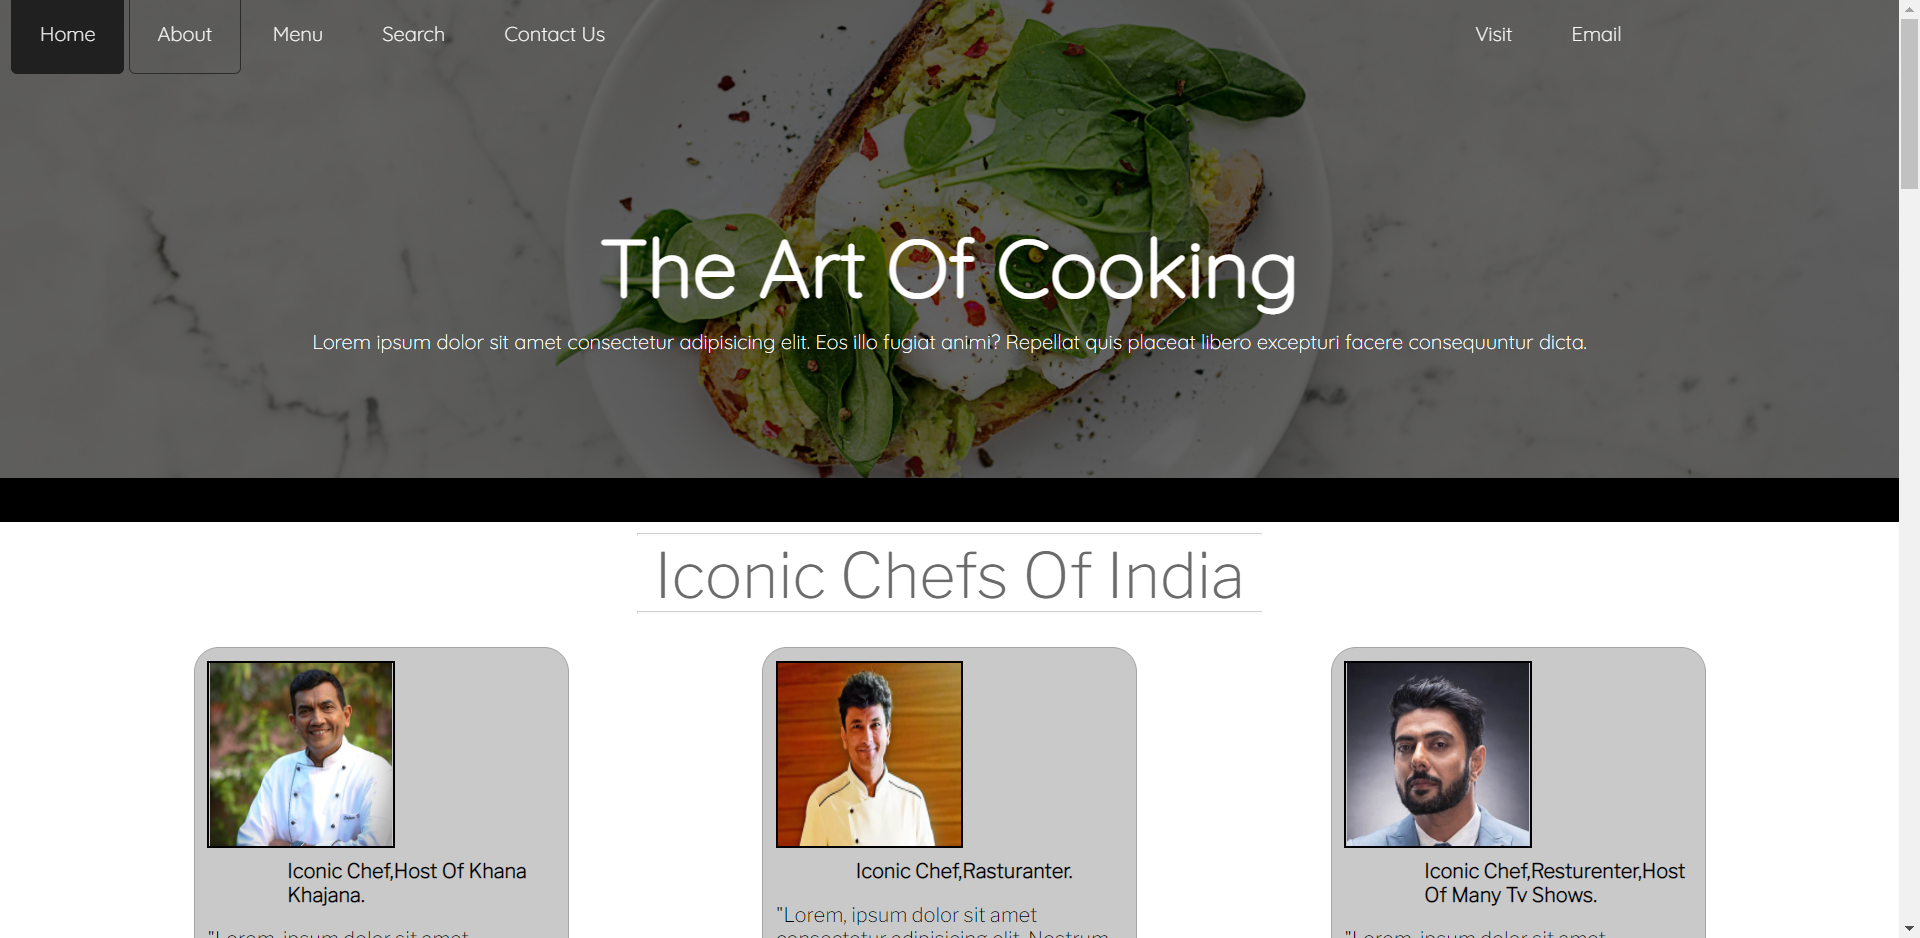 Home About Menu Search Contact Us Visit Email
The Art Of Cooking
Lorem ipsum dolor sit amet consectetur adipisicing elit. Eos illo fugiat animi? Repellat quis placeat libero excepturi facere consequuntur dicta.
Iconic Chefs Of India
Iconic Chef,Host Of Khana
Khajana.
"Lorem, ipsum dolor sit amet
Iconic Chef,Rasturanter.
"Lorem, ipsum dolor sit amet
consectetur adipisicing elit. Nostrum
Iconic Chef,Resturenter,Host
Of Many Tv Shows.
"Lorem, ipsum dolor sit amet